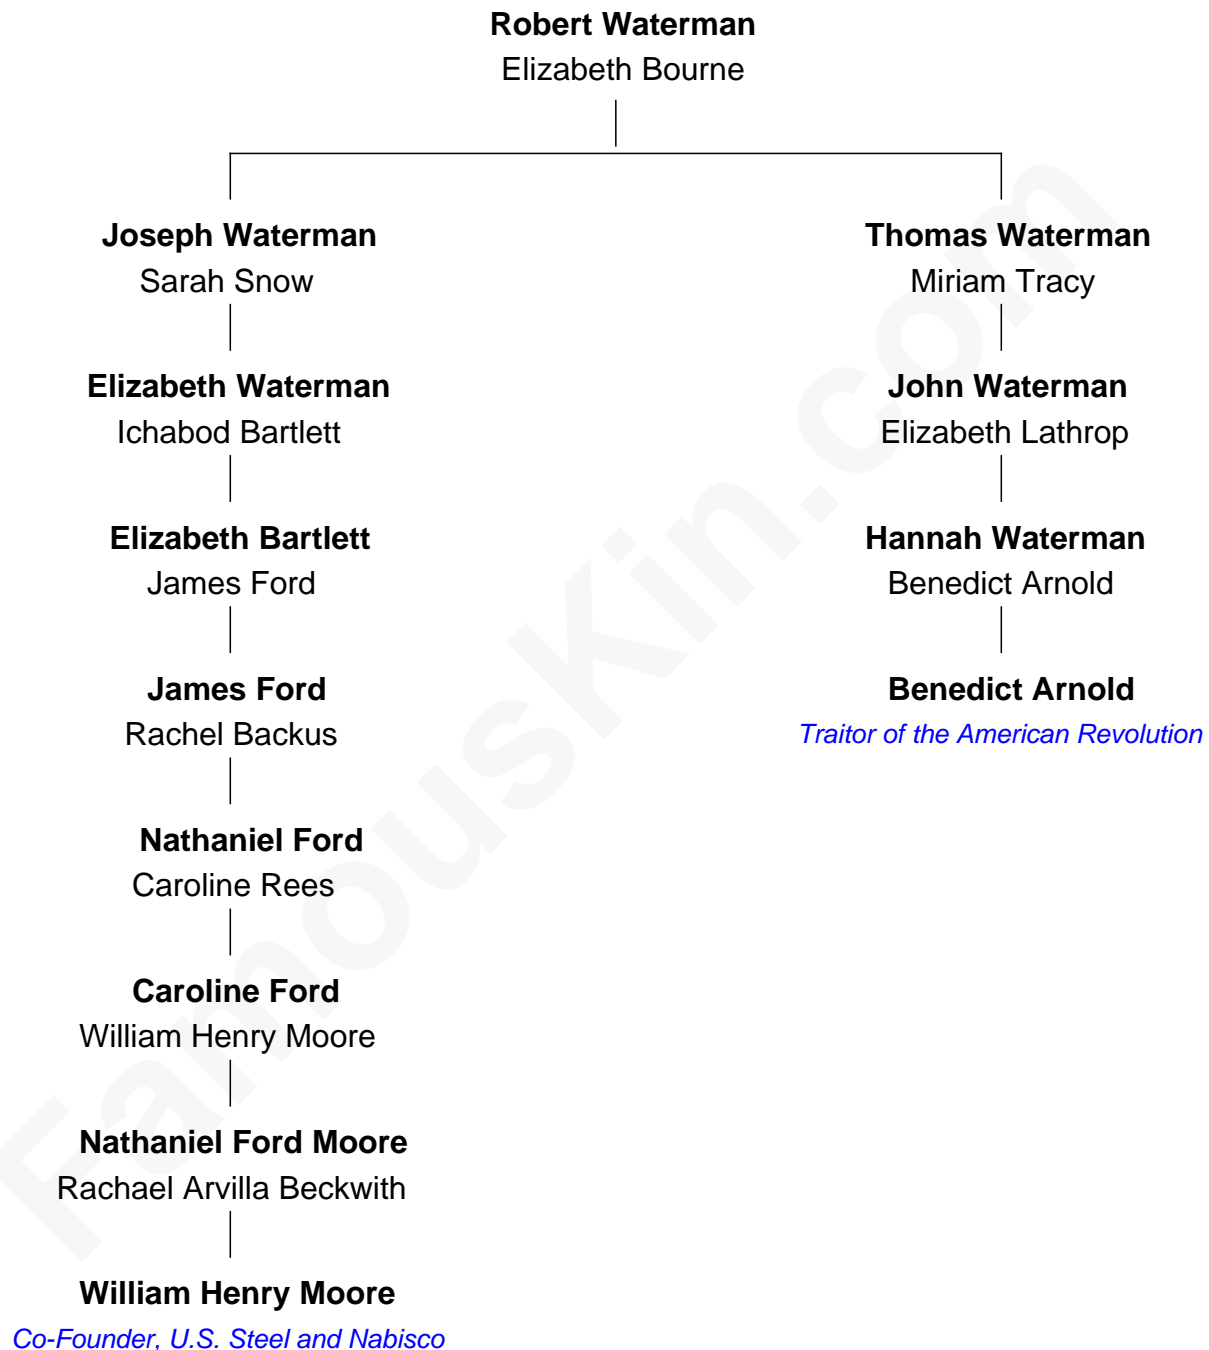 Robert Waterman
Elizabeth Bourne
Joseph Waterman
Sarah Snow
Thomas Waterman
Miriam Tracy
Elizabeth Waterman
Ichabod Bartlett
John Waterman
Elizabeth Lathrop
Elizabeth Bartlett
James Ford
Hannah Waterman
Benedict Arnold
James Ford
Rachel Backus
Benedict Arnold
Traitor of the American Revolution
Nathaniel Ford
Caroline Rees
Caroline Ford
William Henry Moore
Nathaniel Ford Moore
Rachael Arvilla Beckwith
William Henry Moore
Co-Founder, U.S. Steel and Nabisco
FamousKin.com